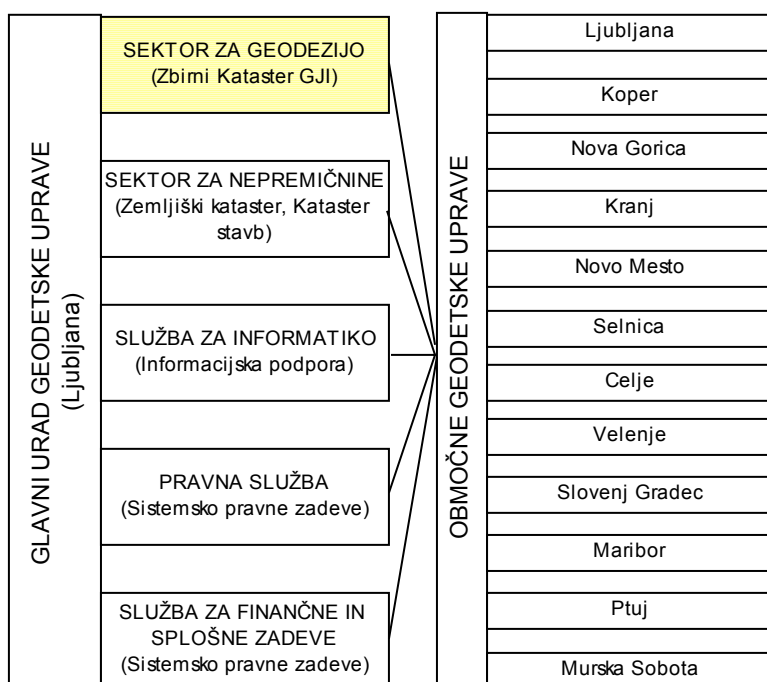 GLAVNI URAD GEODETSKE UPRAVE
(Ljubljana)
SEKTOR ZA GEODEZIJO
(Zbirni Kataster GJI)
SEKTOR ZA NEPREMIČNINE
(Zemljiški kataster, Kataster
stavb)
SLUŽBA ZA INFORMATIKO
(Informacijska podpora)
PRAVNA SLUŽBA
(Sistemsko pravne zadeve)
SLUŽBA ZA FINANČNE IN
SPLOŠNE ZADEVE
(Sistemsko pravne zadeve)
OBMOČNE GEODETSKE UPRAVE
Ljubljana
Koper
Nova Gorica
Kranj
Novo Mesto
Selnica
Celje
Velenje
Slovenj Gradec
Maribor
Ptuj
Murska Sobota